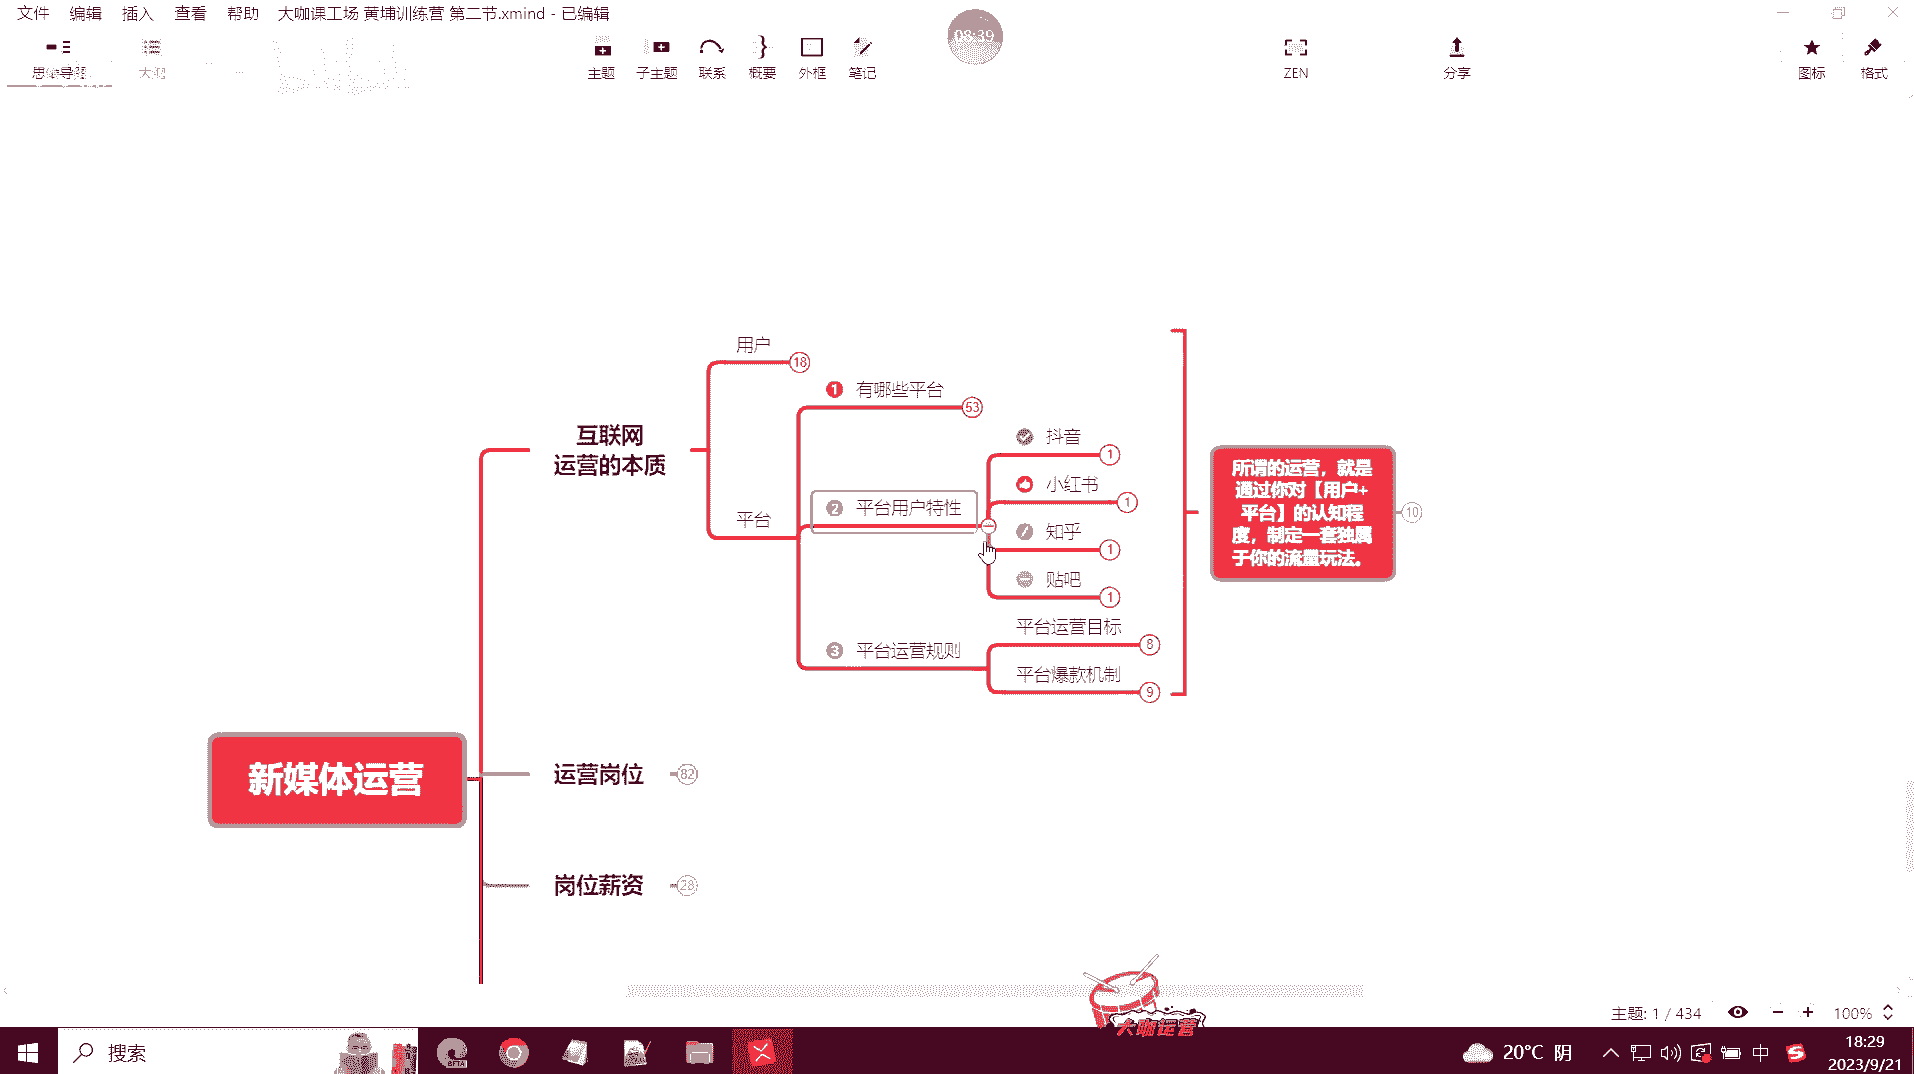 文件 编辑 插入 查看 帮助 大咖课工场 黄埔训练营 第二节.xmind - 已编辑
08:39
思维导图 大纲 主题 子主题 联系 概要 外框 笔记 ZEN 分享 图标 格式
用户 18
1 有哪些平台 53
抖音 1
互联网
运营的本质
小红书 1
平台
2 平台用户特性
知乎 1
贴吧 1
所谓的运营，就是
通过你对【用户+
平台】的认知程
度，制定一套独属
于你的流量玩法。
10
平台运营目标 8
3 平台运营规则
平台爆款机制 9
新媒体运营
运营岗位 82
岗位薪资 28
大咖运营
主题: 1 / 434 100%
搜索
BETA
20°C 阴
中
18:29
2023/9/21